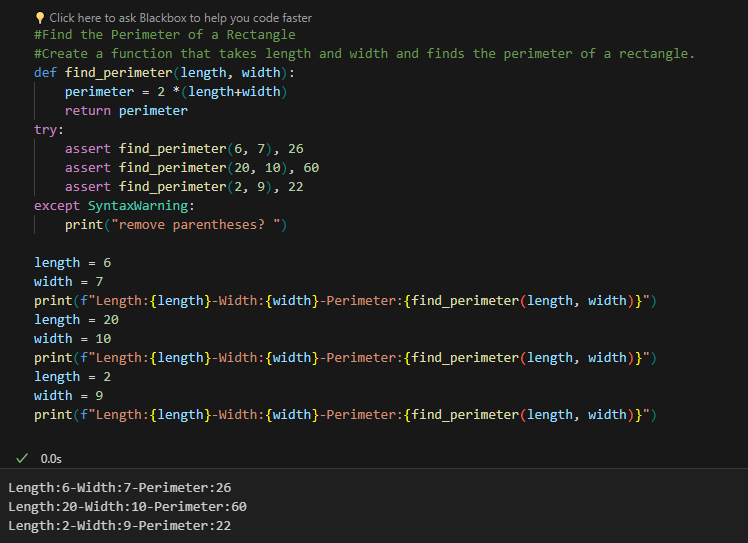 Click here to ask Blackbox to help you code faster
#Find the Perimeter of a Rectangle
#Create a function that takes length and width and finds the perimeter of a rectangle.
def find_perimeter(length, width):
    perimeter = 2 *(length+width)
    return perimeter
try:
    assert find_perimeter(6, 7), 26
    assert find_perimeter(20, 10), 60
    assert find_perimeter(2, 9), 22
except SyntaxWarning:
    print("remove parentheses? ")
length = 6
width = 7
print(f"Length:{length}-Width:{width}-Perimeter:{find_perimeter(length, width)}")
length = 20
width = 10
print(f"Length:{length}-Width:{width}-Perimeter:{find_perimeter(length, width)}")
length = 2
width = 9
print(f"Length:{length}-Width:{width}-Perimeter:{find_perimeter(length, width)}")
0.0s
Length:6-Width:7-Perimeter:26
Length:20-Width:10-Perimeter:60
Length:2-Width:9-Perimeter:22